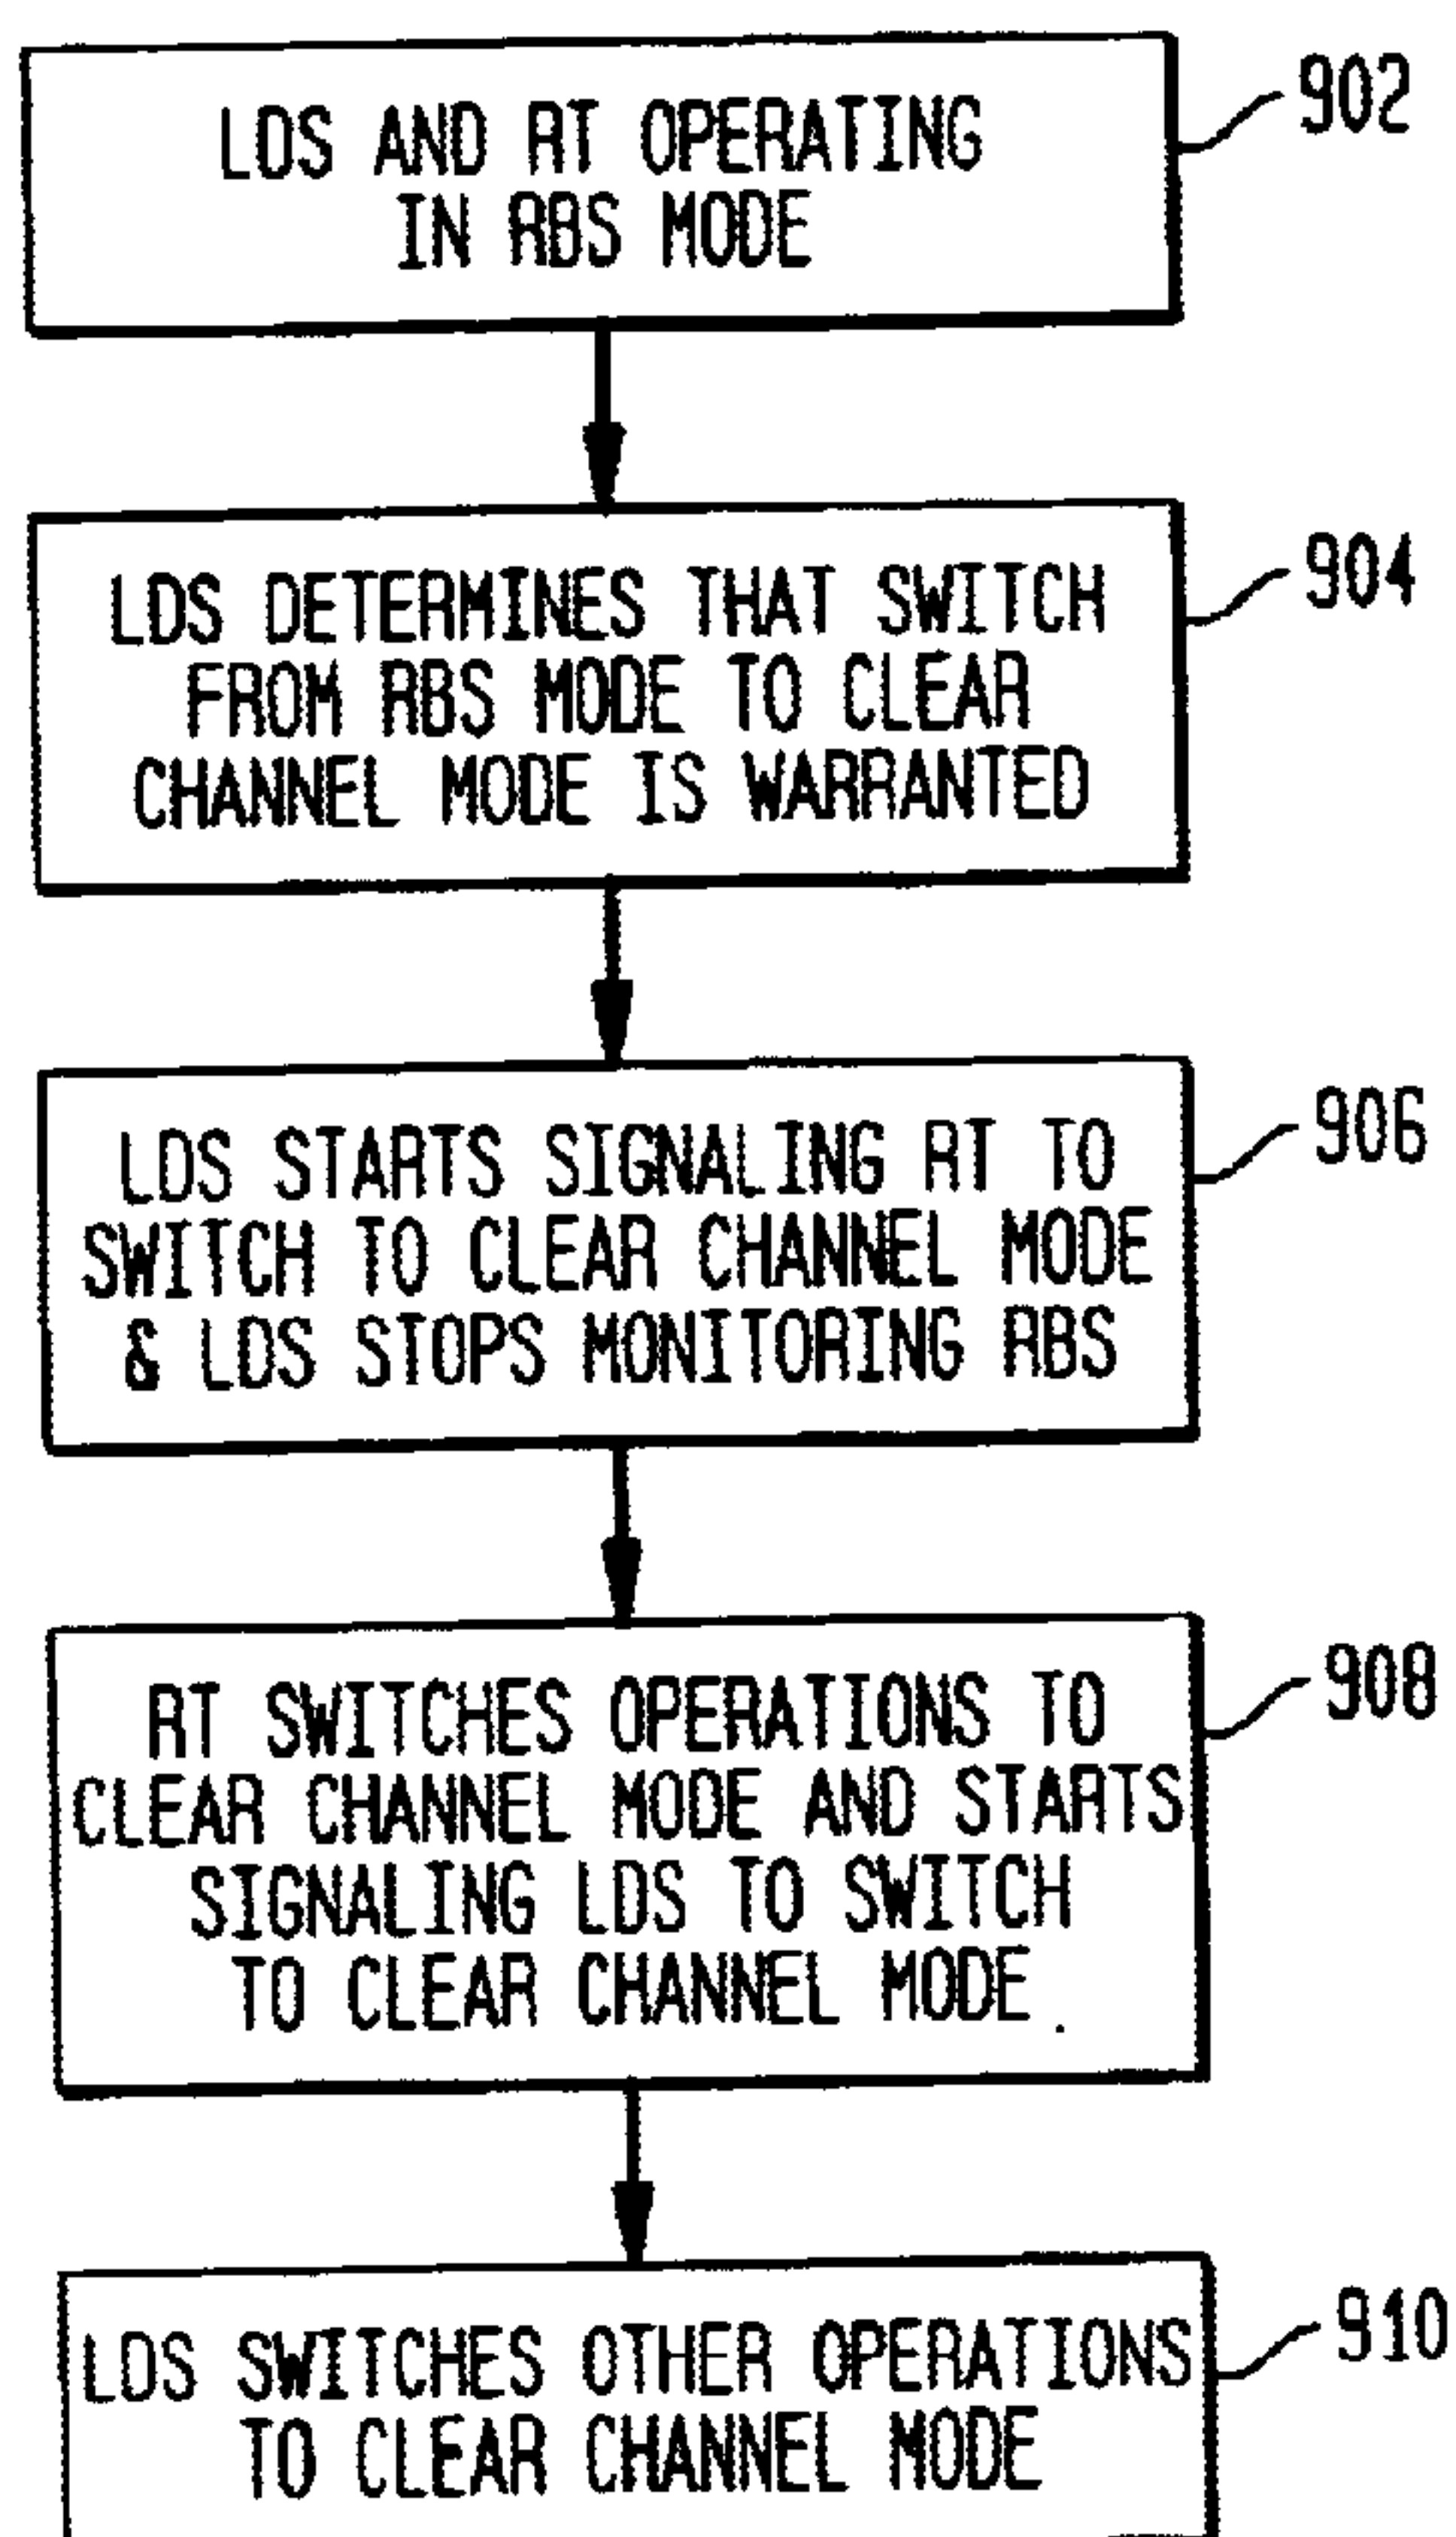 LDS AND RT OPERATING
IN RBS MODE
902
LDS DETERMINES THAT SWITCH
FROM RBS MODE TO CLEAR
CHANNEL MODE IS WARRANTED
904
LDS STARTS SIGNALING RT TO
SWITCH TO CLEAR CHANNEL MODE
& LDS STOPS MONITORING RBS
906
RT SWITCHES OPERATIONS TO
CLEAR CHANNEL MODE AND STARTS
SIGNALING LDS TO SWITCH
TO CLEAR CHANNEL MODE
908
LDS SWITCHES OTHER OPERATIONS
TO CLEAR CHANNEL MODE
910